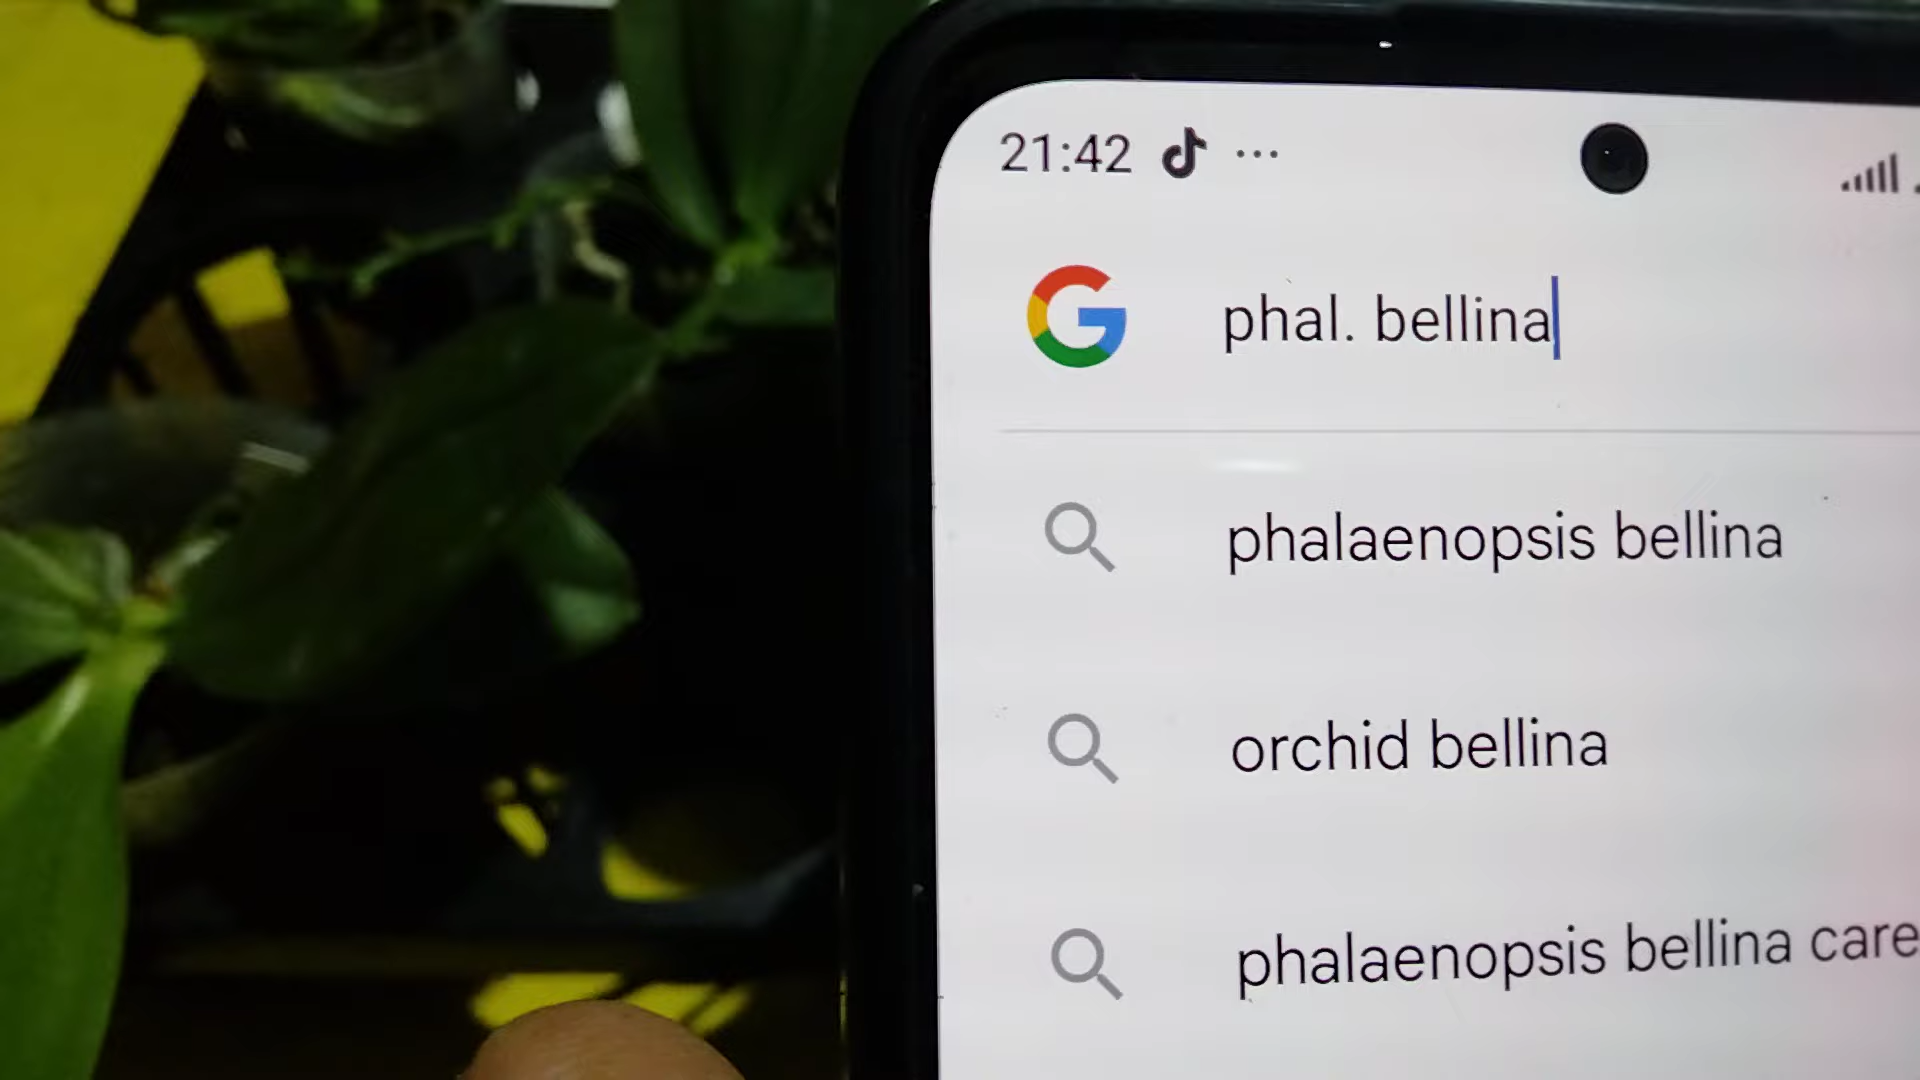 21:42 ...
phal. bellina
phalaenopsis bellina
orchid bellina
phalaenopsis bellina care